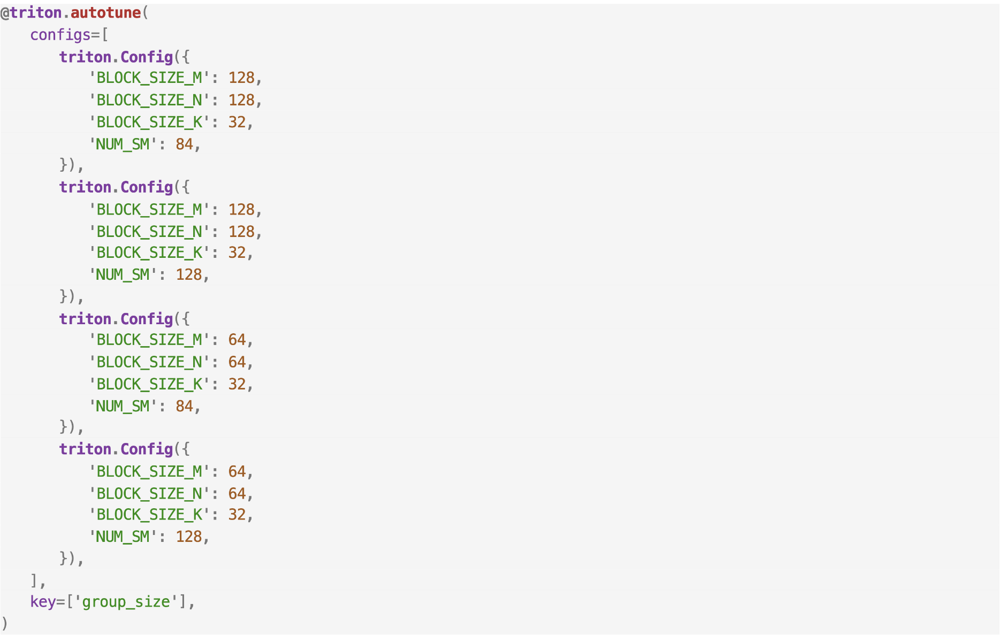 @triton.autotune(
    configs=[
        triton.Config({
            'BLOCK_SIZE_M': 128,
            'BLOCK_SIZE_N': 128,
            'BLOCK_SIZE_K': 32,
            'NUM_SM': 84,
        }),
        triton.Config({
            'BLOCK_SIZE_M': 128,
            'BLOCK_SIZE_N': 128,
            'BLOCK_SIZE_K': 32,
            'NUM_SM': 128,
        }),
        triton.Config({
            'BLOCK_SIZE_M': 64,
            'BLOCK_SIZE_N': 64,
            'BLOCK_SIZE_K': 32,
            'NUM_SM': 84,
        }),
        triton.Config({
            'BLOCK_SIZE_M': 64,
            'BLOCK_SIZE_N': 64,
            'BLOCK_SIZE_K': 32,
            'NUM_SM': 128,
        }),
    ],
    key=['group_size'],
)